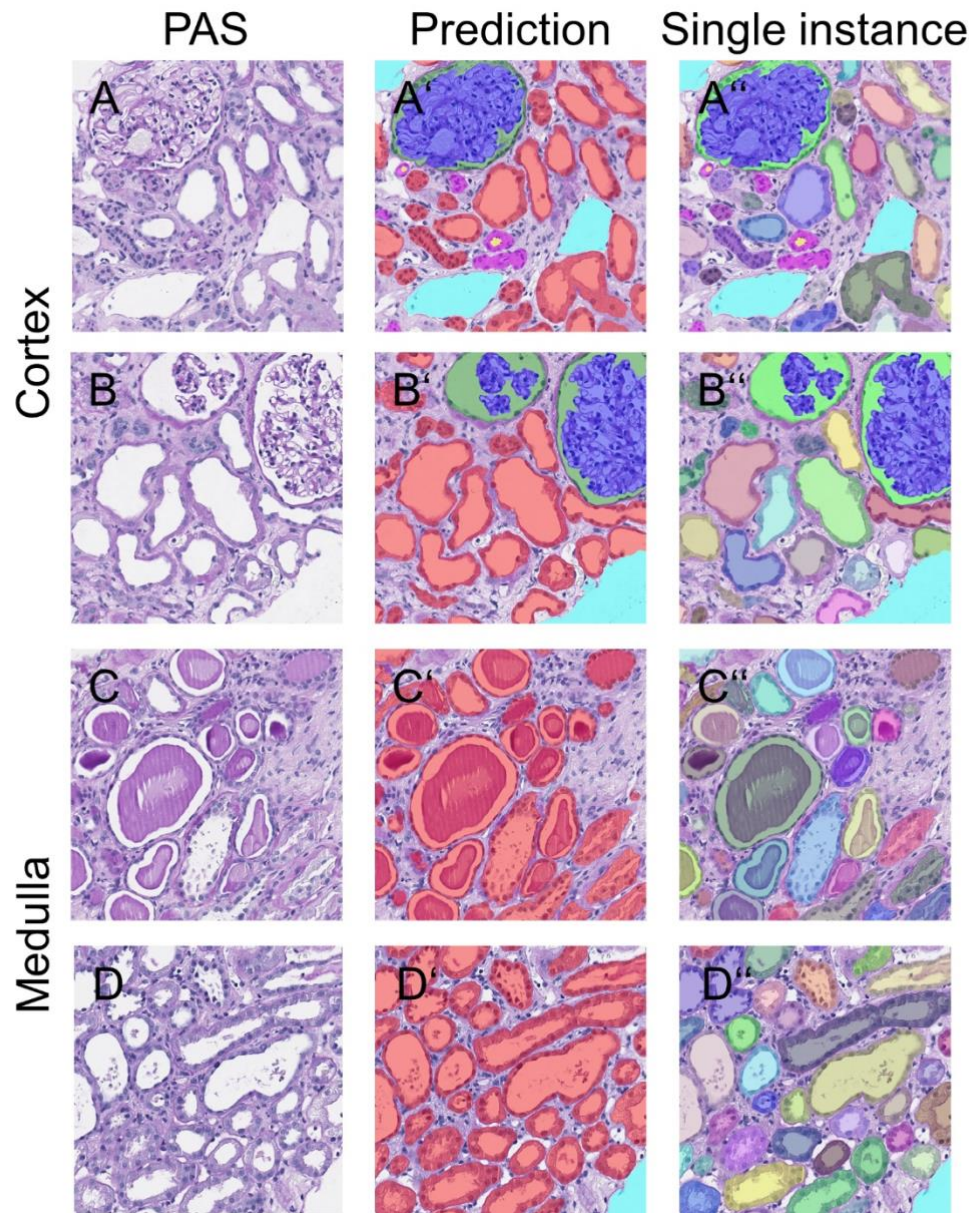 PAS Prediction Single instance
Cortex
A A‘ A‘‘
B B‘ B‘‘
Medulla
C C‘ C‘‘
D D‘ D‘‘